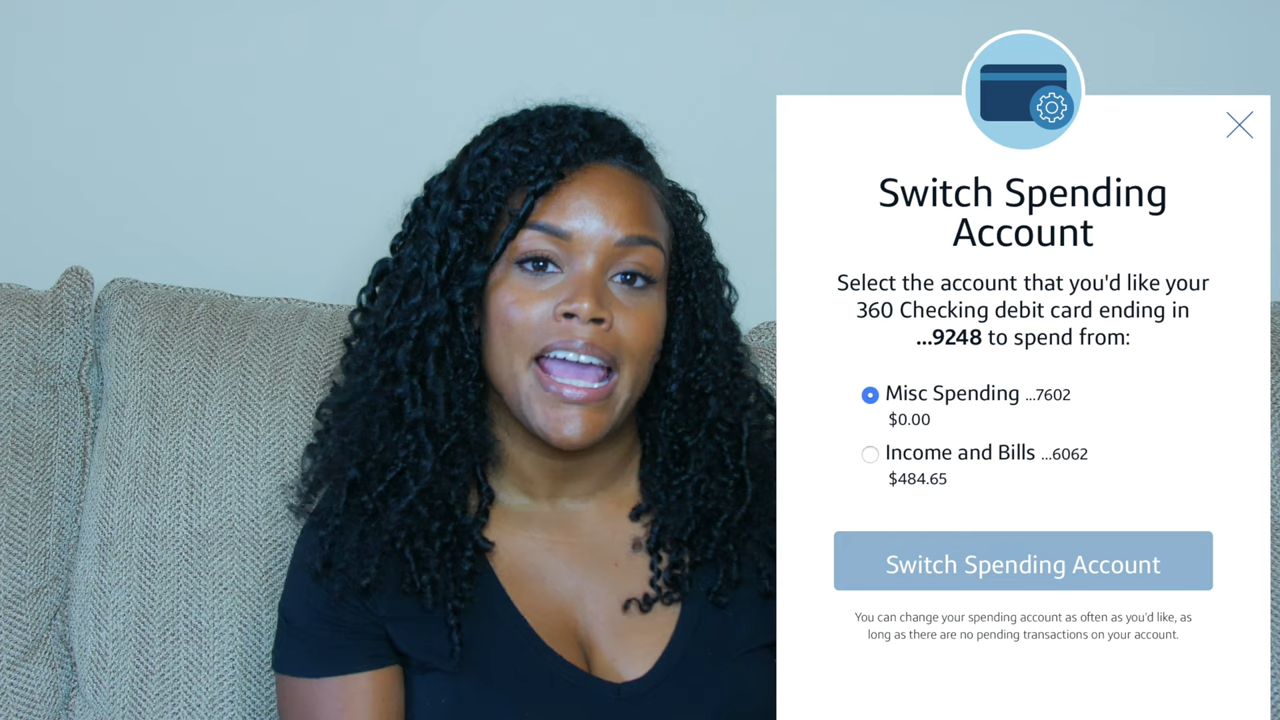 Switch Spending
Account
Select the account that you'd like your
360 Checking debit card ending in
...9248 to spend from:
Misc Spending ...7602
$0.00
Income and Bills ...6062
$484.65
Switch Spending Account
You can change your spending account as often as you'd like, as
long as there are no pending transactions on your account.